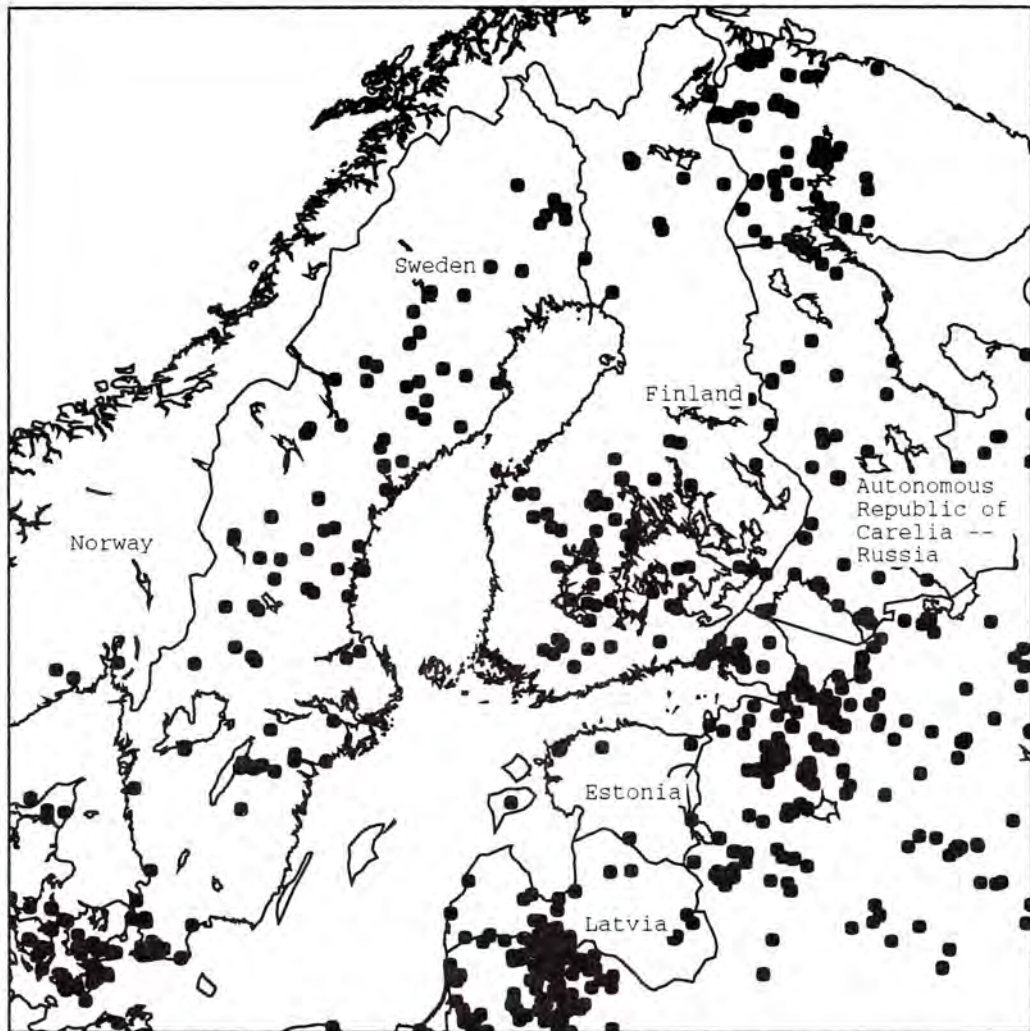 Sweden
Finland
Autonomous
Republic of
Carelia --
Russia
Norway
Estonia
Latvia